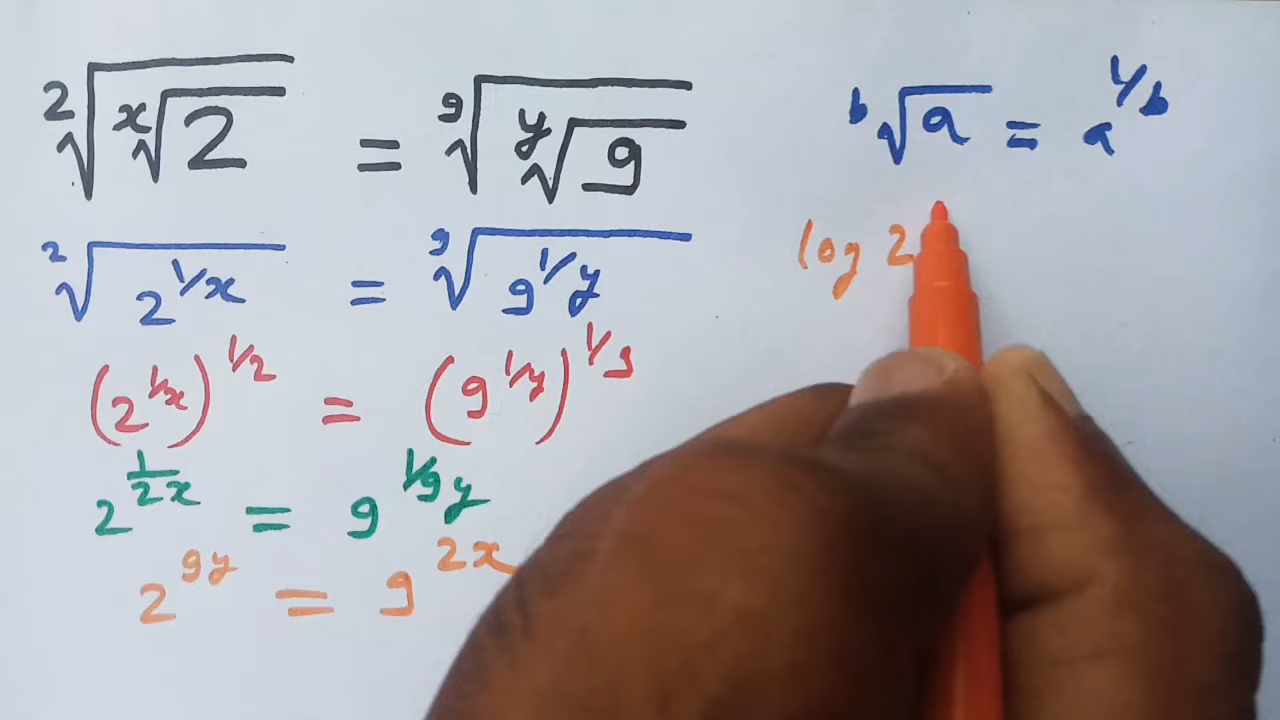 ²√(ˣ√2) = ⁹√(ʸ√9)
²√(2^(1/x)) = ⁹√(9^(1/y))
(2^(1/x))^(1/2) = (9^(1/y))^(1/9)
2^(1/2x) = 9^(1/9y)
2^(9y) = 9^(2x)
ᵇ√a = a^(1/b)
log 2